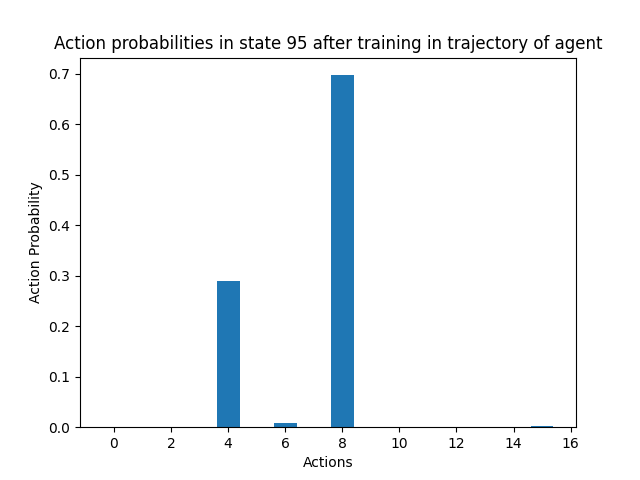 Action probabilities in state 95 after training in trajectory of agent
0.7
0.6
0.5
0.4
0.3
0.2
0.1
0.0
Action Probability
0 2 4 6 8 10 12 14 16
Actions